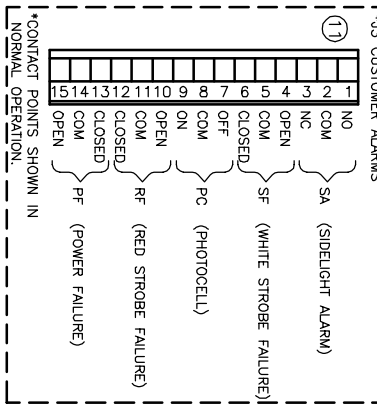 *J3 CUSTOMER ALARMS
11
1 NO
2 COM
3 NC
SA (SIDELIGHT ALARM)
4 OPEN
5 COM
6 CLOSED
SF (WHITE STROBE FAILURE)
7 OFF
8 COM
9 ON
PC (PHOTOCELL)
10 OPEN
11 COM
12 CLOSED
RF (RED STROBE FAILURE)
13 CLOSED
14 COM
15 OPEN
PF (POWER FAILURE)
*CONTACT POINTS SHOWN IN
NORMAL OPERATION.